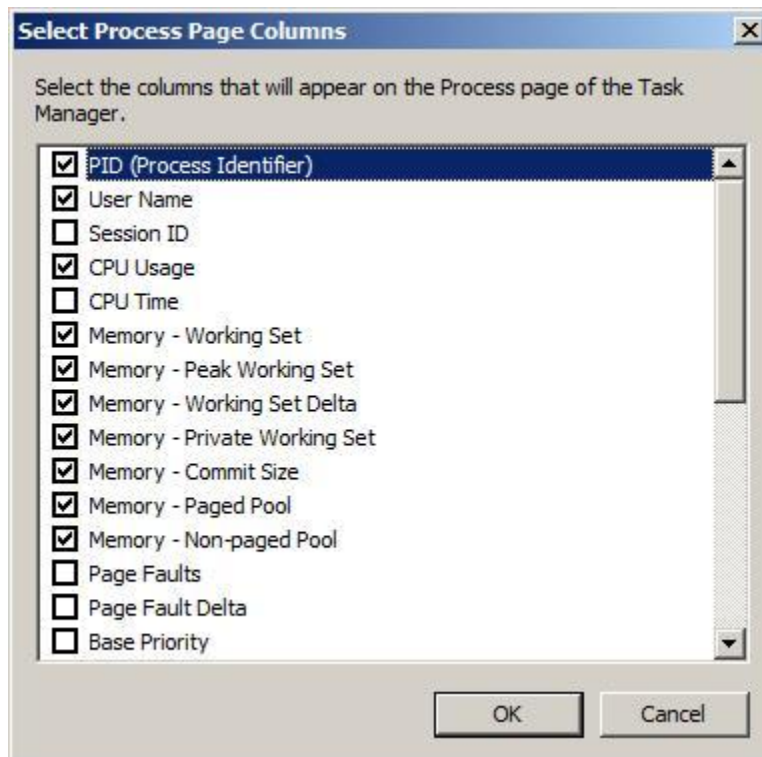 Select Process Page Columns
Select the columns that will appear on the Process page of the Task
Manager.
PID (Process Identifier)
User Name
Session ID
CPU Usage
CPU Time
Memory - Working Set
Memory - Peak Working Set
Memory - Working Set Delta
Memory - Private Working Set
Memory - Commit Size
Memory - Paged Pool
Memory - Non-paged Pool
Page Faults
Page Fault Delta
Base Priority
OK Cancel